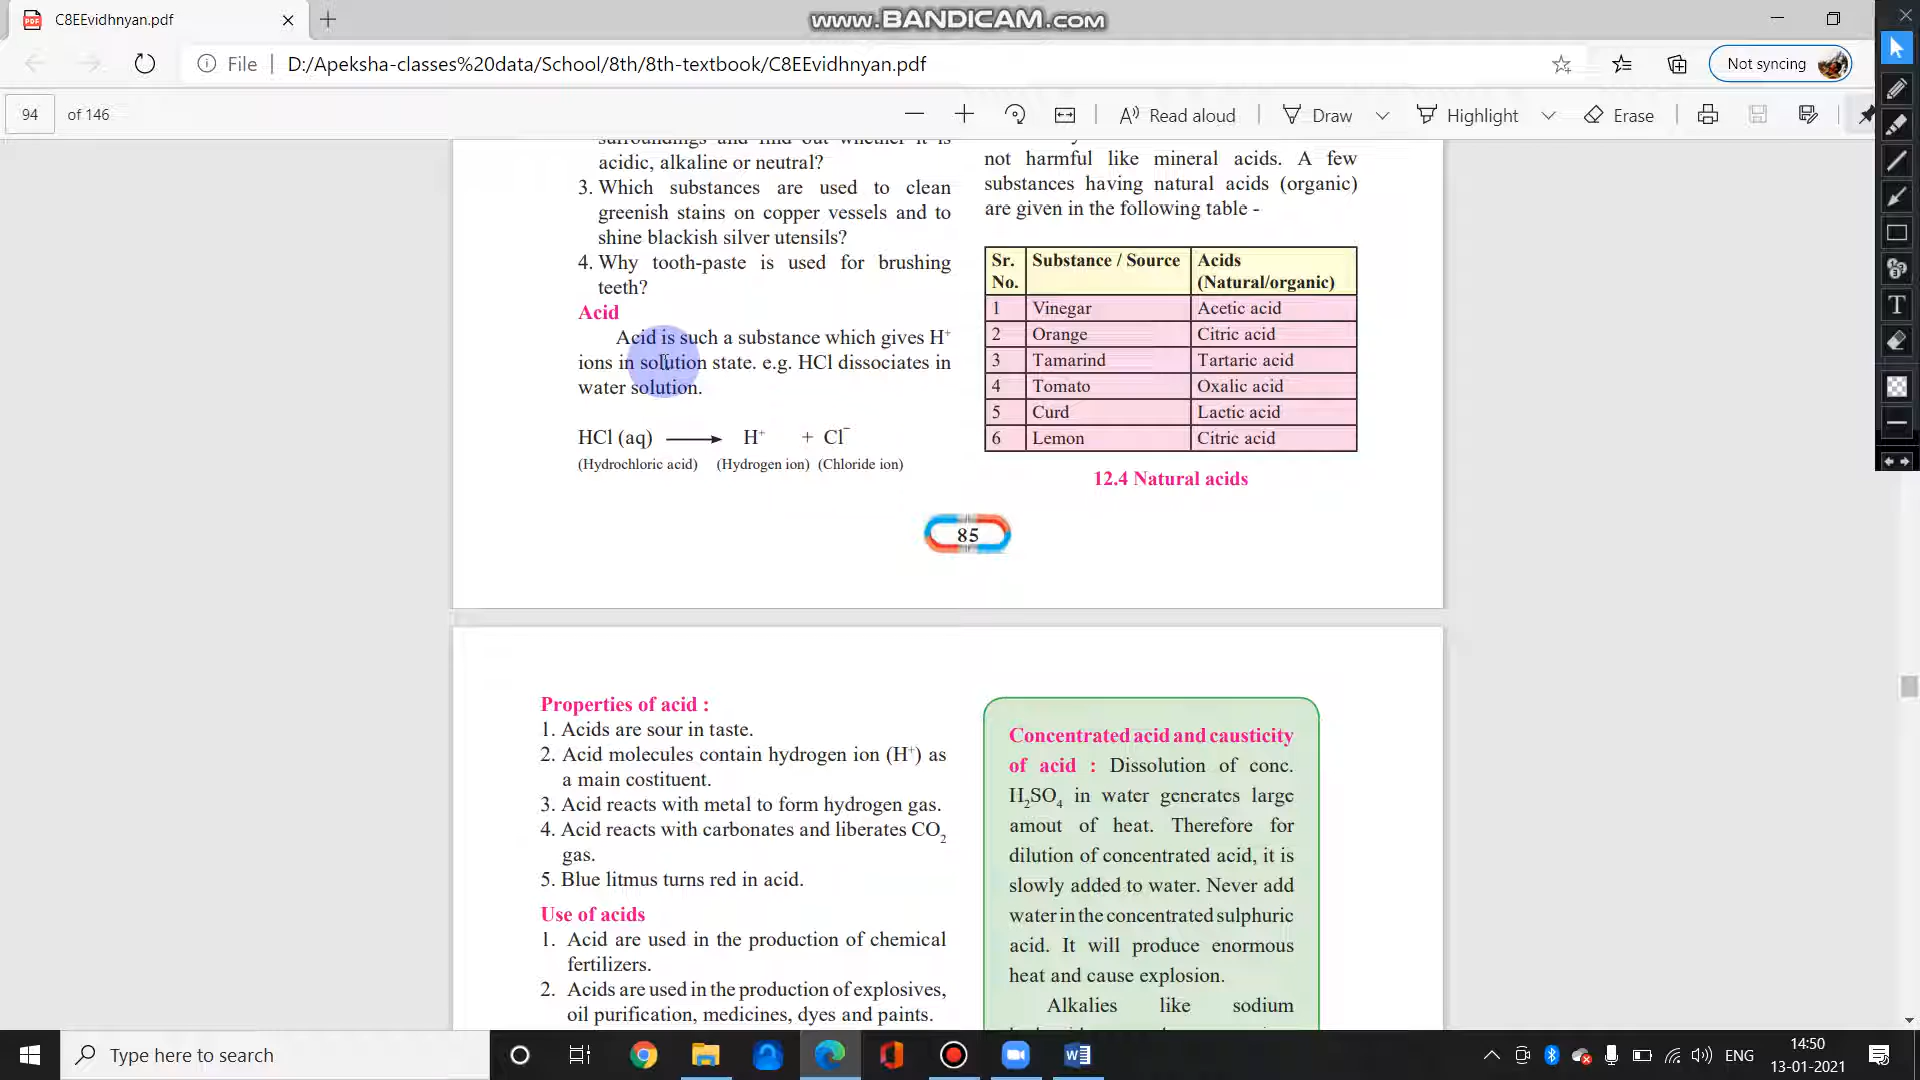 C8EEvidhnyan.pdf
www.BANDICAM.com
File
D:/Apeksha-classes%20data/School/8th/8th-textbook/C8EEvidhnyan.pdf
Not syncing
94 of 146
Read aloud
Draw
Highlight
Erase
surroundings and find out whether it is
acidic, alkaline or neutral?
3. Which substances are used to clean
greenish stains on copper vessels and to
shine blackish silver utensils?
4. Why tooth-paste is used for brushing
teeth?
Acid
Acid is such a substance which gives H⁺
ions in solution state. e.g. HCl dissociates in
water solution.
HCl (aq) ⟶ H⁺ + Cl⁻
(Hydrochloric acid) (Hydrogen ion) (Chloride ion)
not harmful like mineral acids. A few
substances having natural acids (organic)
are given in the following table -
Sr. No. Substance / Source Acids (Natural/organic)
1 Vinegar Acetic acid
2 Orange Citric acid
3 Tamarind Tartaric acid
4 Tomato Oxalic acid
5 Curd Lactic acid
6 Lemon Citric acid
12.4 Natural acids
85
Properties of acid :
1. Acids are sour in taste.
2. Acid molecules contain hydrogen ion (H⁺) as
a main costituent.
3. Acid reacts with metal to form hydrogen gas.
4. Acid reacts with carbonates and liberates CO₂
gas.
5. Blue litmus turns red in acid.
Use of acids
1. Acid are used in the production of chemical
fertilizers.
2. Acids are used in the production of explosives,
oil purification, medicines, dyes and paints.
Concentrated acid and causticity
of acid : Dissolution of conc.
H₂SO₄ in water generates large
amout of heat. Therefore for
dilution of concentrated acid, it is
slowly added to water. Never add
water in the concentrated sulphuric
acid. It will produce enormous
heat and cause explosion.
Alkalies like sodium
Type here to search
ENG
14:50
13-01-2021